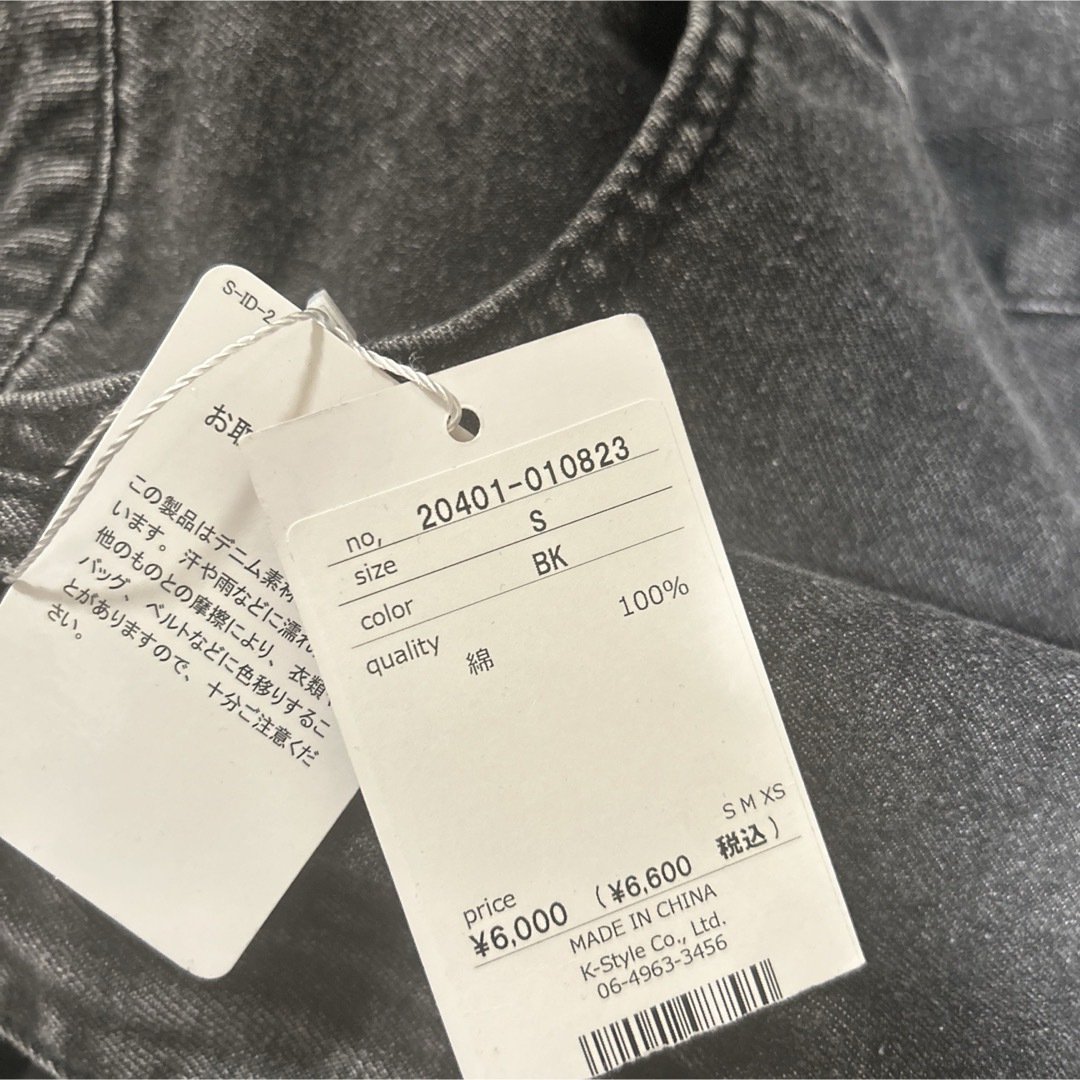 S-ID-2
お取
この製品はデニム素材
います。汗や雨などに濡れ
他のものとの摩擦により、衣類
バッグ、ベルトなどに色移りするこ
とがありますので、十分ご注意くだ
さい。
no, 20401-010823
size S
color BK
quality 綿 100%
S M XS
price
¥6,000 (¥6,600 税込)
MADE IN CHINA
K-Style Co., Ltd.
06-4963-3456